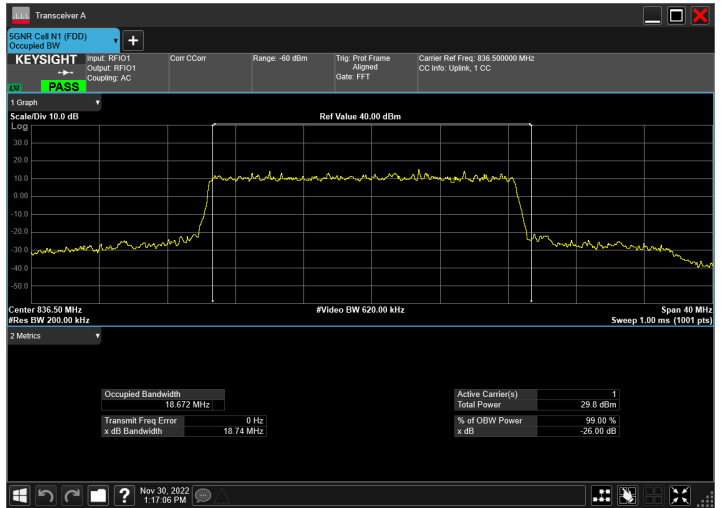 Transceiver A
5GNR Cell N1 (FDD)
Occupied BW
KEYSIGHT
LXI
PASS
Input: RFIO1
Output: RFIO1
Coupling: AC
Corr CCorr
Range: -60 dBm
Trig: Prot Frame
Aligned
Gate: FFT
Carrier Ref Freq: 836.500000 MHz
CC Info: Uplink, 1 CC
1 Graph
Scale/Div 10.0 dB
Ref Value 40.00 dBm
Log
30.0
20.0
10.0
0.00
-10.0
-20.0
-30.0
-40.0
-50.0
Center 836.50 MHz
#Video BW 620.00 kHz
Span 40 MHz
#Res BW 200.00 kHz
Sweep 1.00 ms (1001 pts)
2 Metrics
Occupied Bandwidth
18.672 MHz
Transmit Freq Error 0 Hz
x dB Bandwidth 18.74 MHz
Active Carrier(s) 1
Total Power 29.8 dBm
% of OBW Power 99.00 %
x dB -26.00 dB
Nov 30, 2022
1:17:06 PM